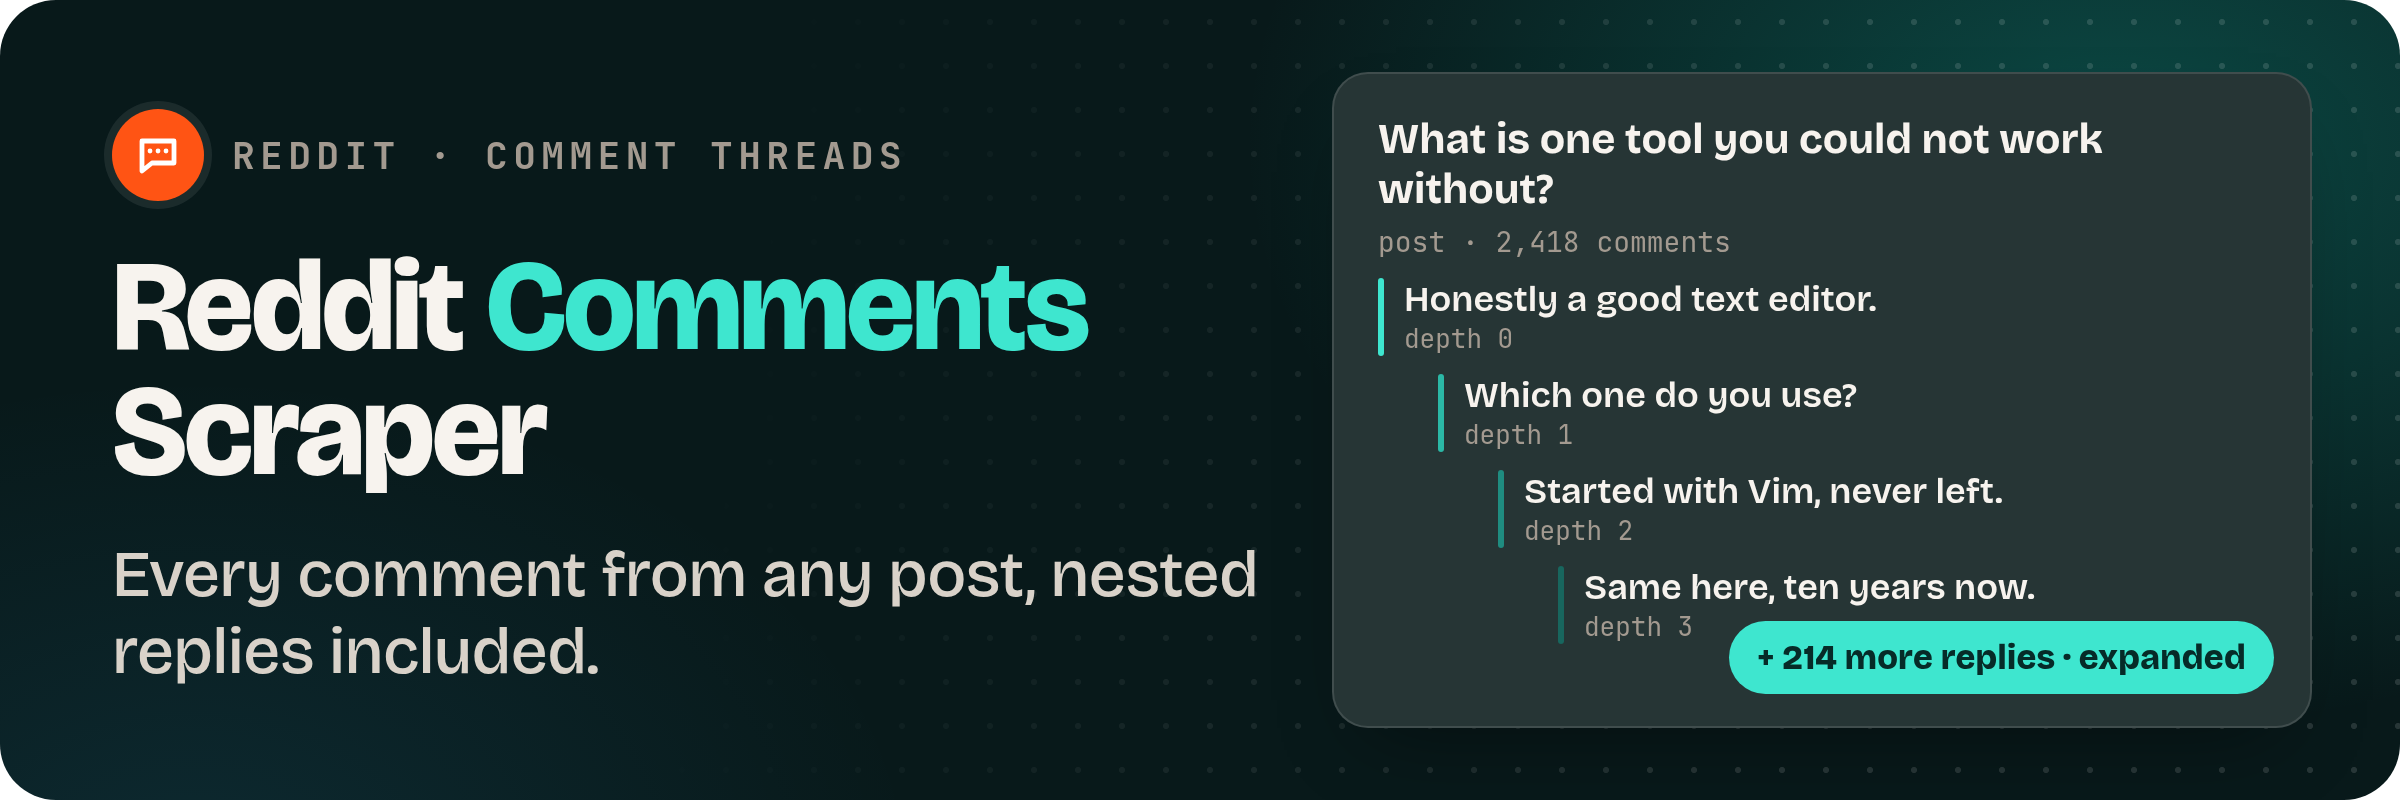 REDDIT · COMMENT THREADS
Reddit Comments
Scraper
Every comment from any post, nested
replies included.
What is one tool you could not work
without?
post · 2,418 comments
Honestly a good text editor.
depth 0
Which one do you use?
depth 1
Started with Vim, never left.
depth 2
Same here, ten years now.
depth 3
+ 214 more replies · expanded